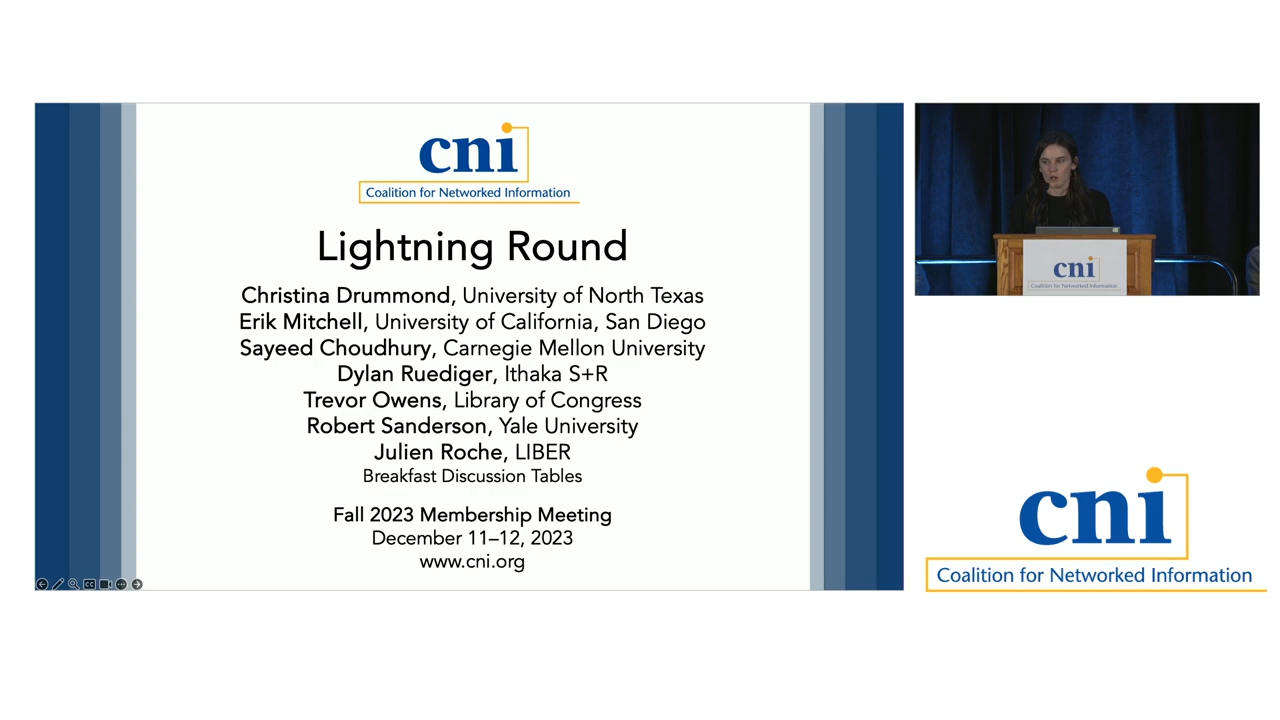 cni
Coalition for Networked Information
Lightning Round
Christina Drummond, University of North Texas
Erik Mitchell, University of California, San Diego
Sayeed Choudhury, Carnegie Mellon University
Dylan Ruediger, Ithaka S+R
Trevor Owens, Library of Congress
Robert Sanderson, Yale University
Julien Roche, LIBER
Breakfast Discussion Tables
Fall 2023 Membership Meeting
December 11–12, 2023
www.cni.org
cni
Coalition for Networked Information
cni
Coalition for Networked Information